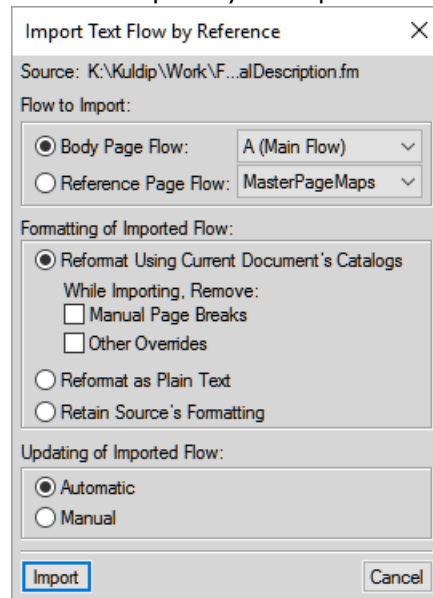 Import Text Flow by Reference
Source: K:\Kuldip\Work\F...alDescription.fm
Flow to Import:
Body Page Flow: A (Main Flow)
Reference Page Flow: MasterPageMaps
Formatting of Imported Flow:
Reformat Using Current Document's Catalogs
While Importing, Remove:
Manual Page Breaks
Other Overrides
Reformat as Plain Text
Retain Source's Formatting
Updating of Imported Flow:
Automatic
Manual
Import Cancel